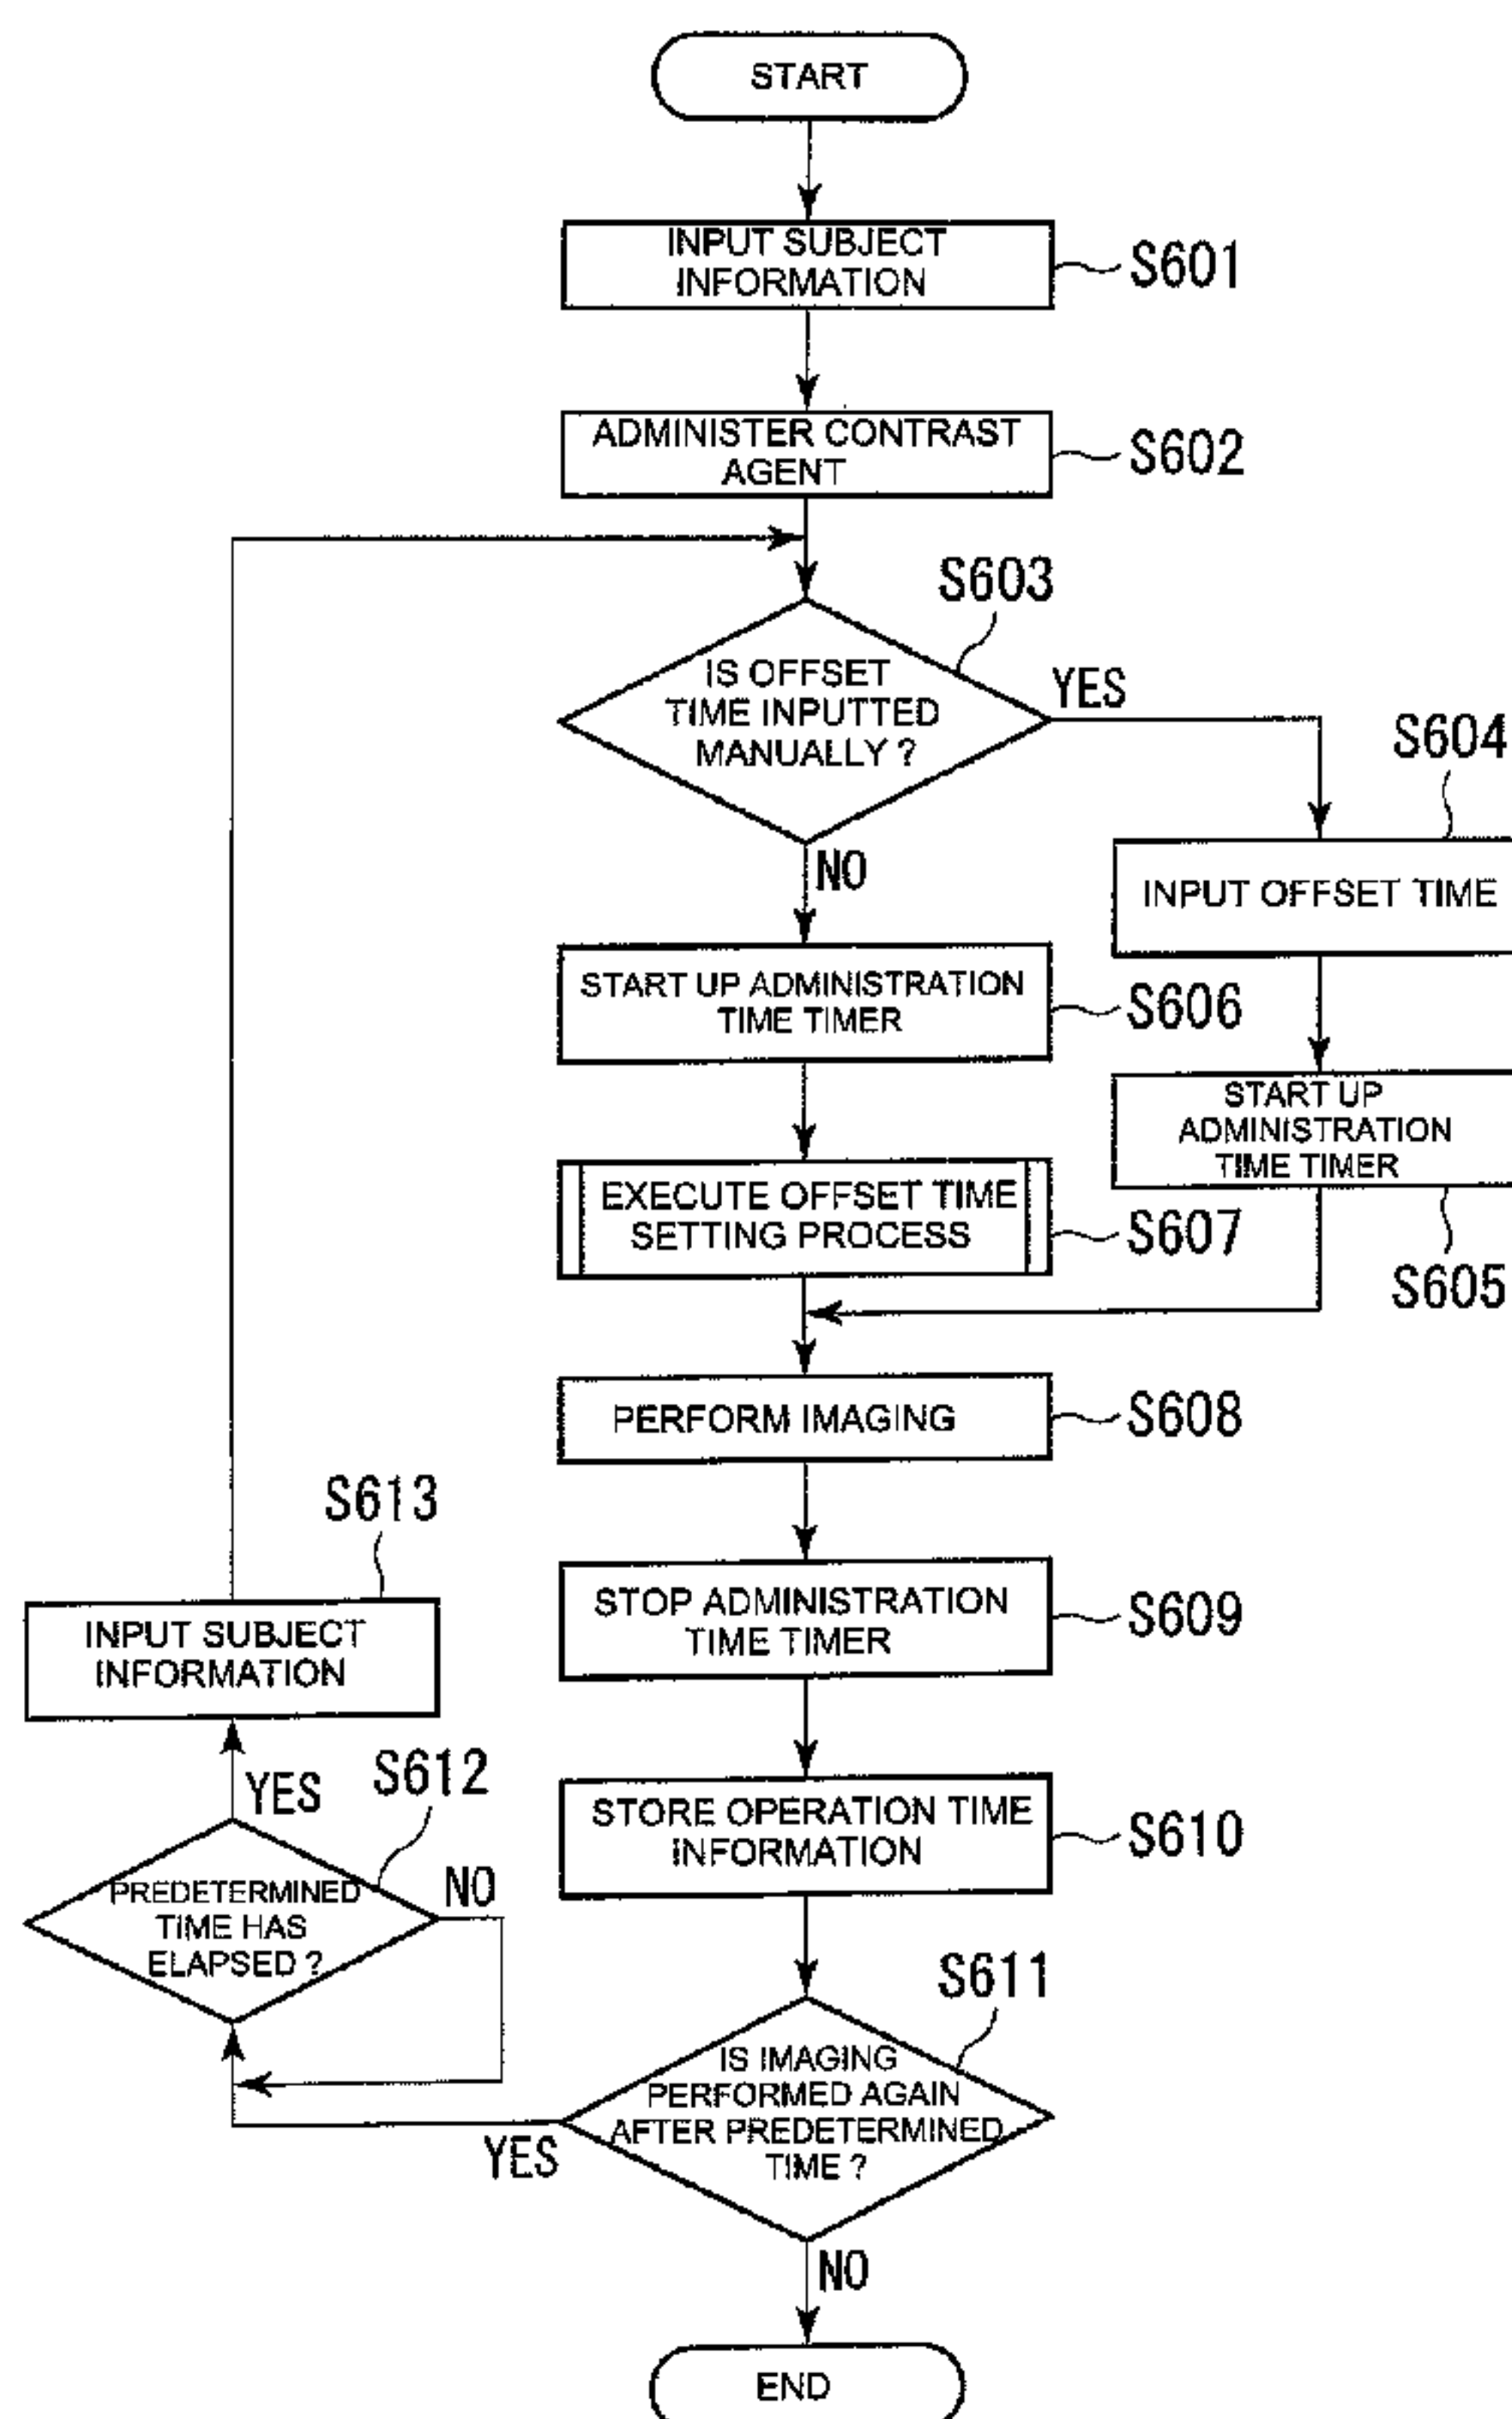 START
INPUT SUBJECT
INFORMATION
S601
ADMINISTER CONTRAST
AGENT
S602
S603
IS OFFSET
TIME INPUTTED
MANUALLY ?
YES
NO
S604
INPUT OFFSET TIME
START UP ADMINISTRATION
TIME TIMER
S606
START UP
ADMINISTRATION
TIME TIMER
S605
EXECUTE OFFSET TIME
SETTING PROCESS
S607
PERFORM IMAGING
S608
STOP ADMINISTRATION
TIME TIMER
S609
STORE OPERATION TIME
INFORMATION
S610
S611
IS IMAGING
PERFORMED AGAIN
AFTER PREDETERMINED
TIME ?
YES
NO
S612
PREDETERMINED
TIME HAS
ELAPSED ?
NO
YES
S613
INPUT SUBJECT
INFORMATION
END